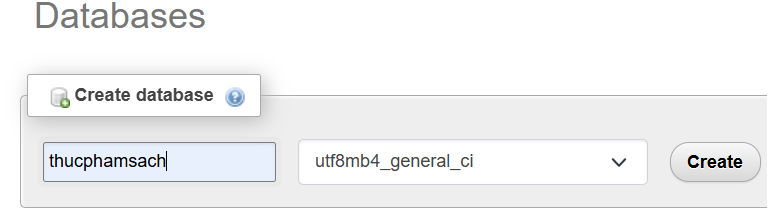 Databases
Create database
thucphamsach utf8mb4_general_ci Create